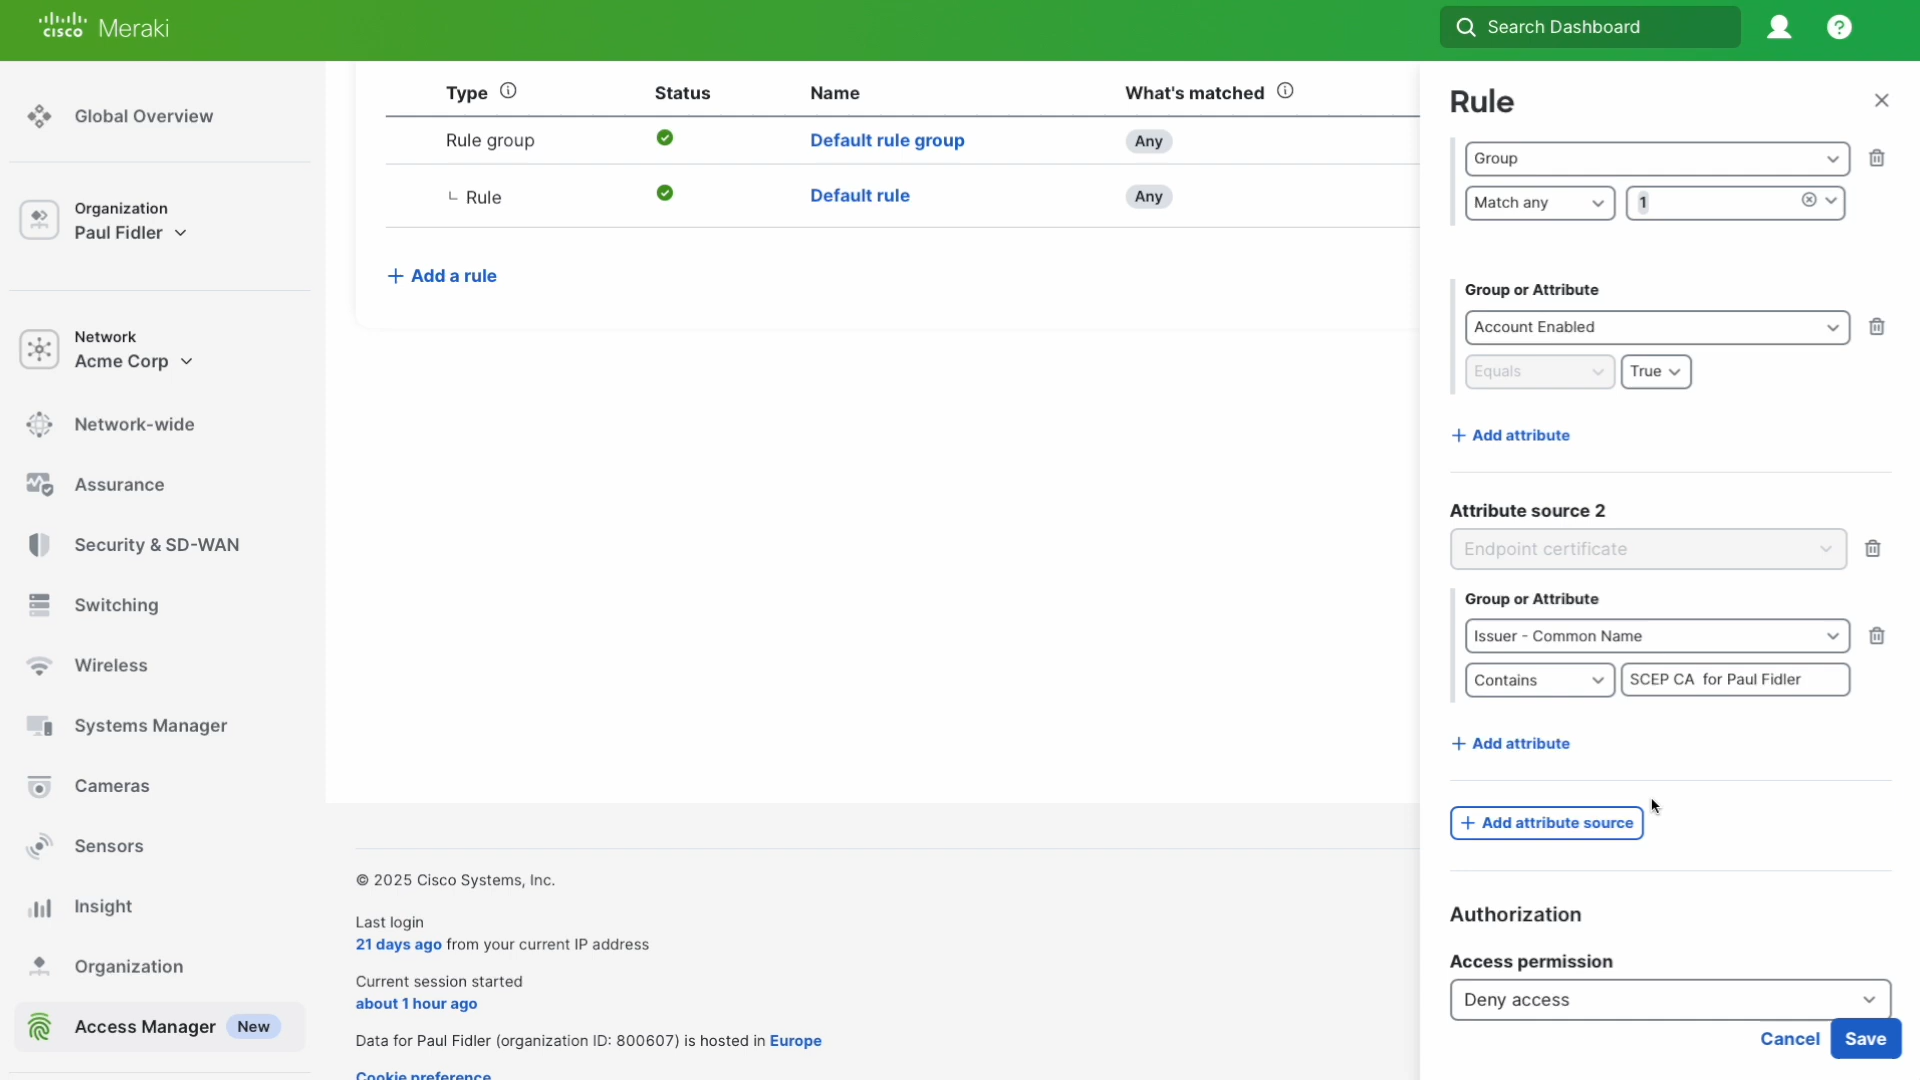 cisco Meraki
Search Dashboard
Global Overview
Organization
Paul Fidler
Network
Acme Corp
Network-wide
Assurance
Security & SD-WAN
Switching
Wireless
Systems Manager
Cameras
Sensors
Insight
Organization
Access Manager New
Type Status Name What's matched
Rule group Default rule group Any
Rule Default rule Any
+ Add a rule
© 2025 Cisco Systems, Inc.
Last login
21 days ago from your current IP address
Current session started
about 1 hour ago
Data for Paul Fidler (organization ID: 800607) is hosted in Europe
Cookie preference
Rule
Group
Match any 1
Group or Attribute
Account Enabled
Equals True
+ Add attribute
Attribute source 2
Endpoint certificate
Group or Attribute
Issuer - Common Name
Contains SCEP CA for Paul Fidler
+ Add attribute
+ Add attribute source
Authorization
Access permission
Deny access
Cancel Save